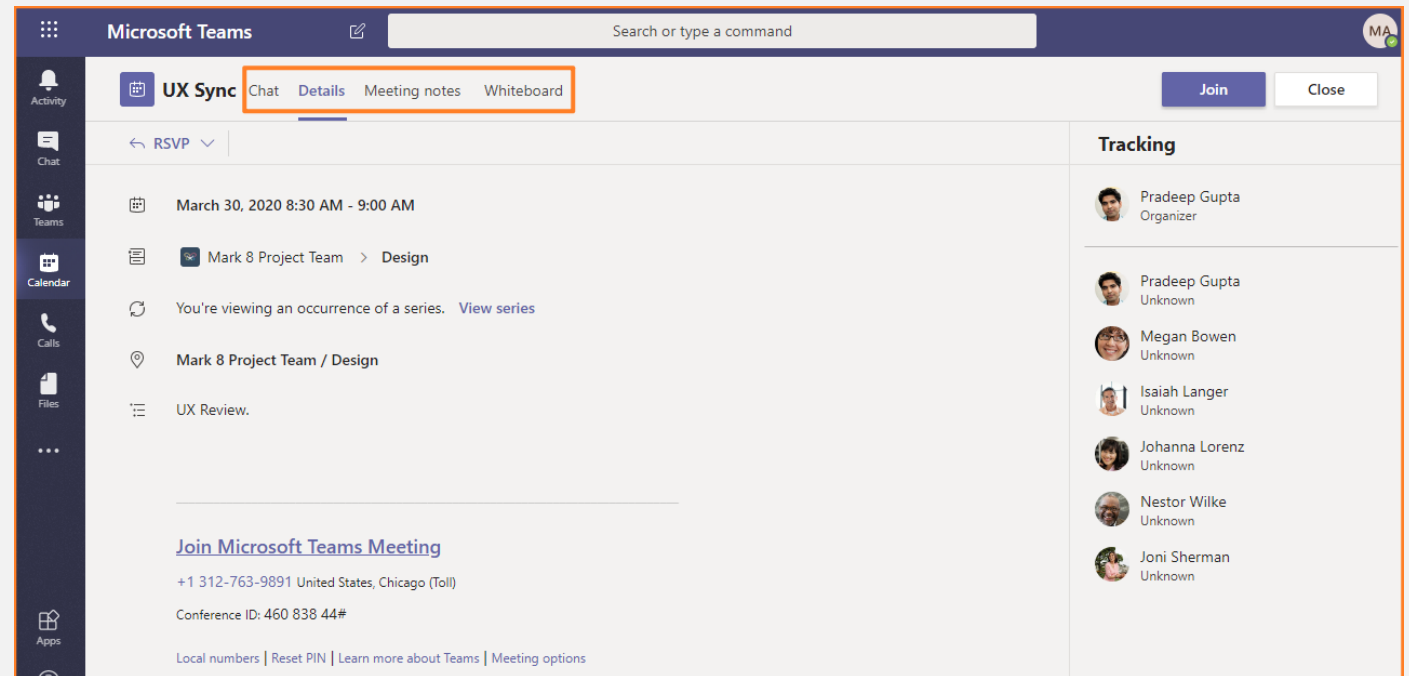 Microsoft Teams
Search or type a command
MA
Activity
Chat
Teams
Calendar
Calls
Files
Apps
UX Sync Chat Details Meeting notes Whiteboard
Join Close
RSVP
March 30, 2020 8:30 AM - 9:00 AM
Mark 8 Project Team > Design
You're viewing an occurrence of a series. View series
Mark 8 Project Team / Design
UX Review.
Join Microsoft Teams Meeting
+1 312-763-9891 United States, Chicago (Toll)
Conference ID: 460 838 44#
Local numbers | Reset PIN | Learn more about Teams | Meeting options
Tracking
Pradeep Gupta
Organizer
Pradeep Gupta
Unknown
Megan Bowen
Unknown
Isaiah Langer
Unknown
Johanna Lorenz
Unknown
Nestor Wilke
Unknown
Joni Sherman
Unknown